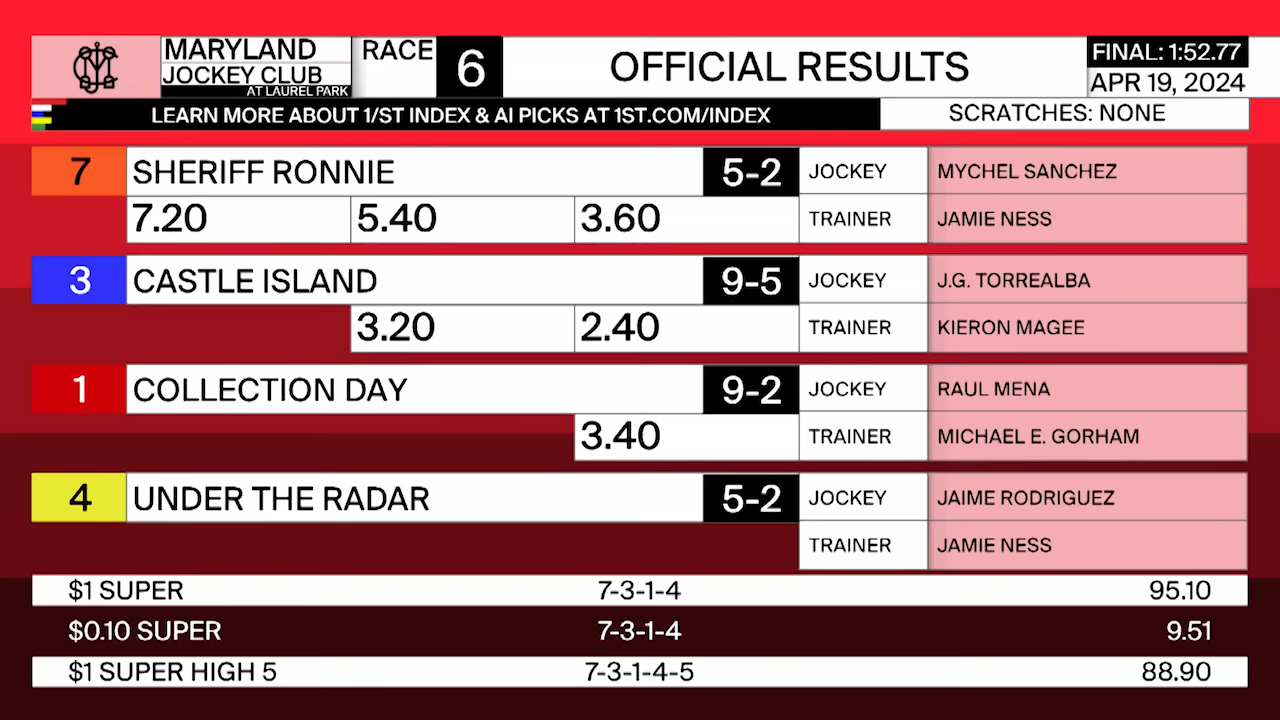 MARYLAND
JOCKEY CLUB
AT LAUREL PARK
RACE 6
OFFICIAL RESULTS
FINAL: 1:52.77
APR 19, 2024
LEARN MORE ABOUT 1/ST INDEX & AI PICKS AT 1ST.COM/INDEX
SCRATCHES: NONE
7 SHERIFF RONNIE 5-2 JOCKEY MYCHEL SANCHEZ
7.20 5.40 3.60 TRAINER JAMIE NESS
3 CASTLE ISLAND 9-5 JOCKEY J.G. TORREALBA
3.20 2.40 TRAINER KIERON MAGEE
1 COLLECTION DAY 9-2 JOCKEY RAUL MENA
3.40 TRAINER MICHAEL E. GORHAM
4 UNDER THE RADAR 5-2 JOCKEY JAIME RODRIGUEZ
TRAINER JAMIE NESS
$1 SUPER 7-3-1-4 95.10
$0.10 SUPER 7-3-1-4 9.51
$1 SUPER HIGH 5 7-3-1-4-5 88.90